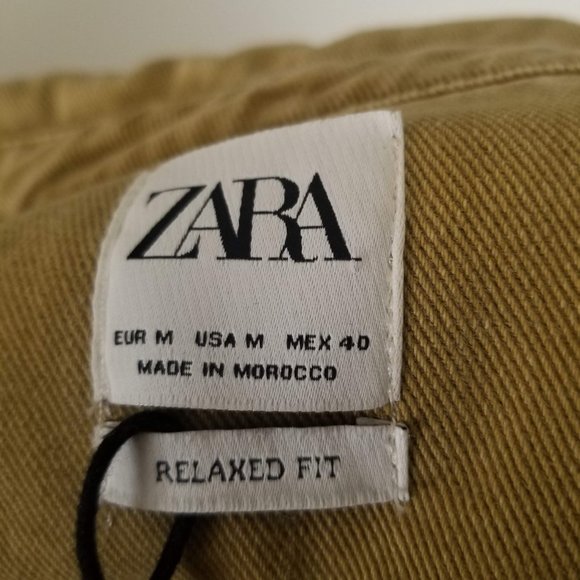 ZARA
EUR M USA M MEX 40
MADE IN MOROCCO
RELAXED FIT